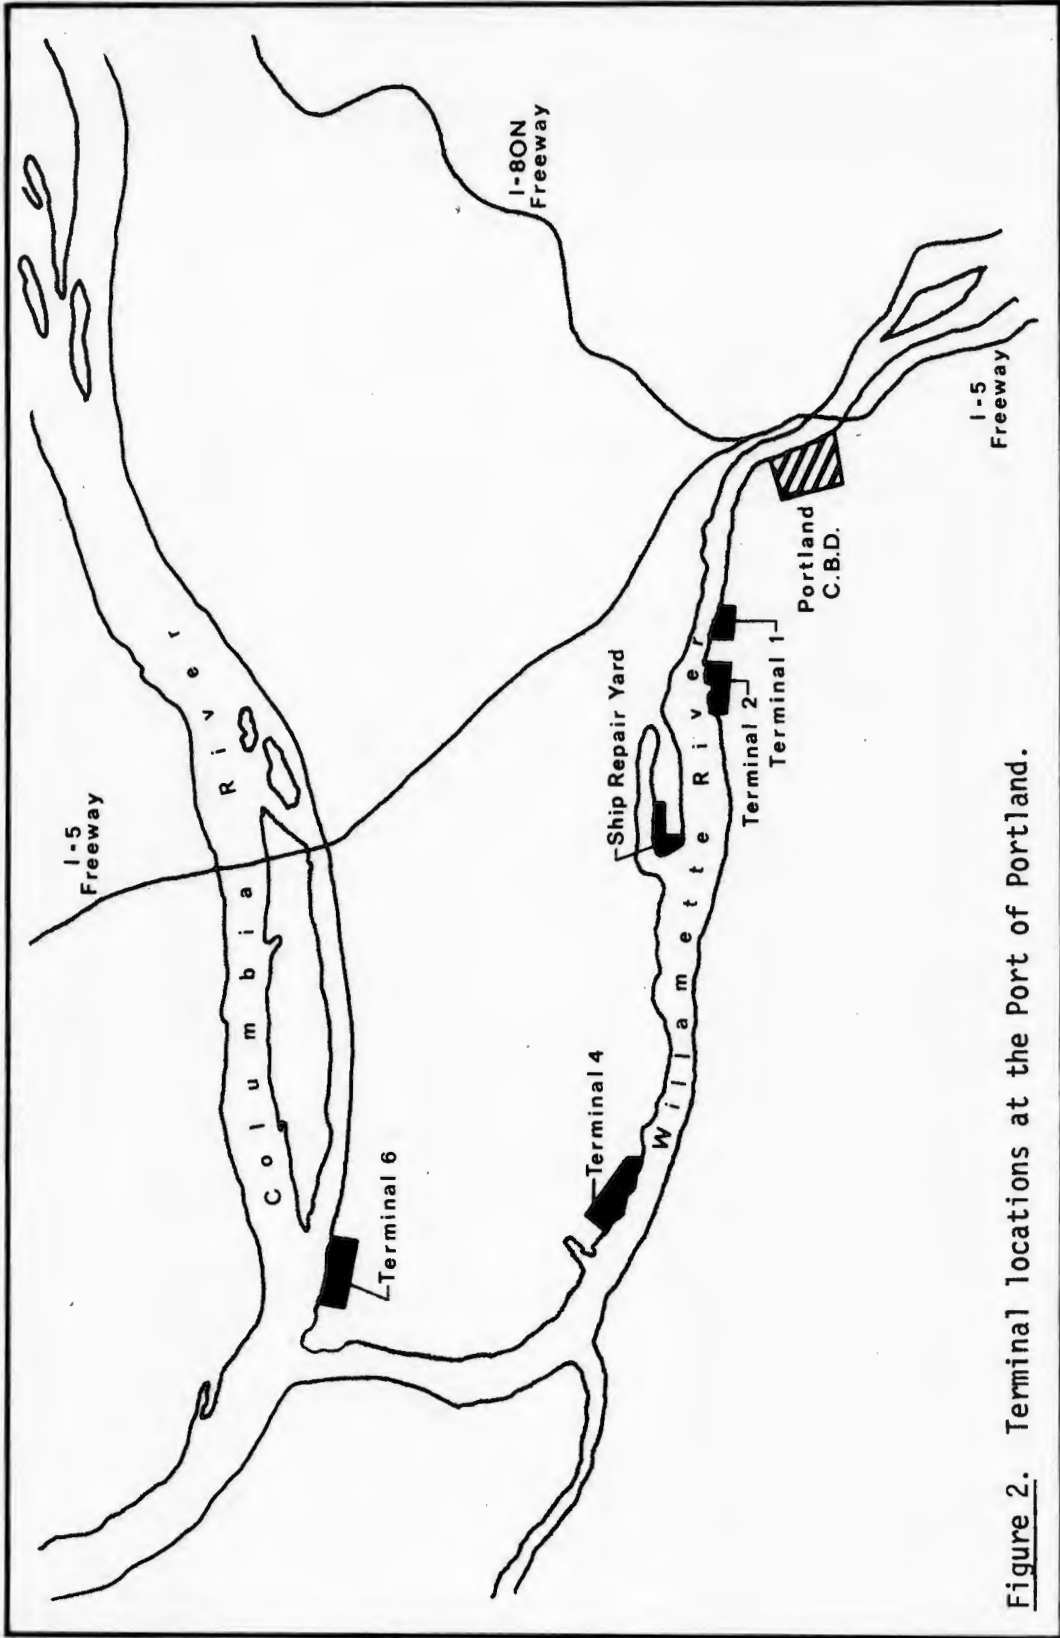 I-5
Freeway
I-80N
Freeway
Columbia River
Terminal 6
Ship Repair Yard
Terminal 4
Willamette River
Terminal 2
Terminal 1
Portland
C.B.D.
I-5
Freeway
Figure 2. Terminal locations at the Port of Portland.